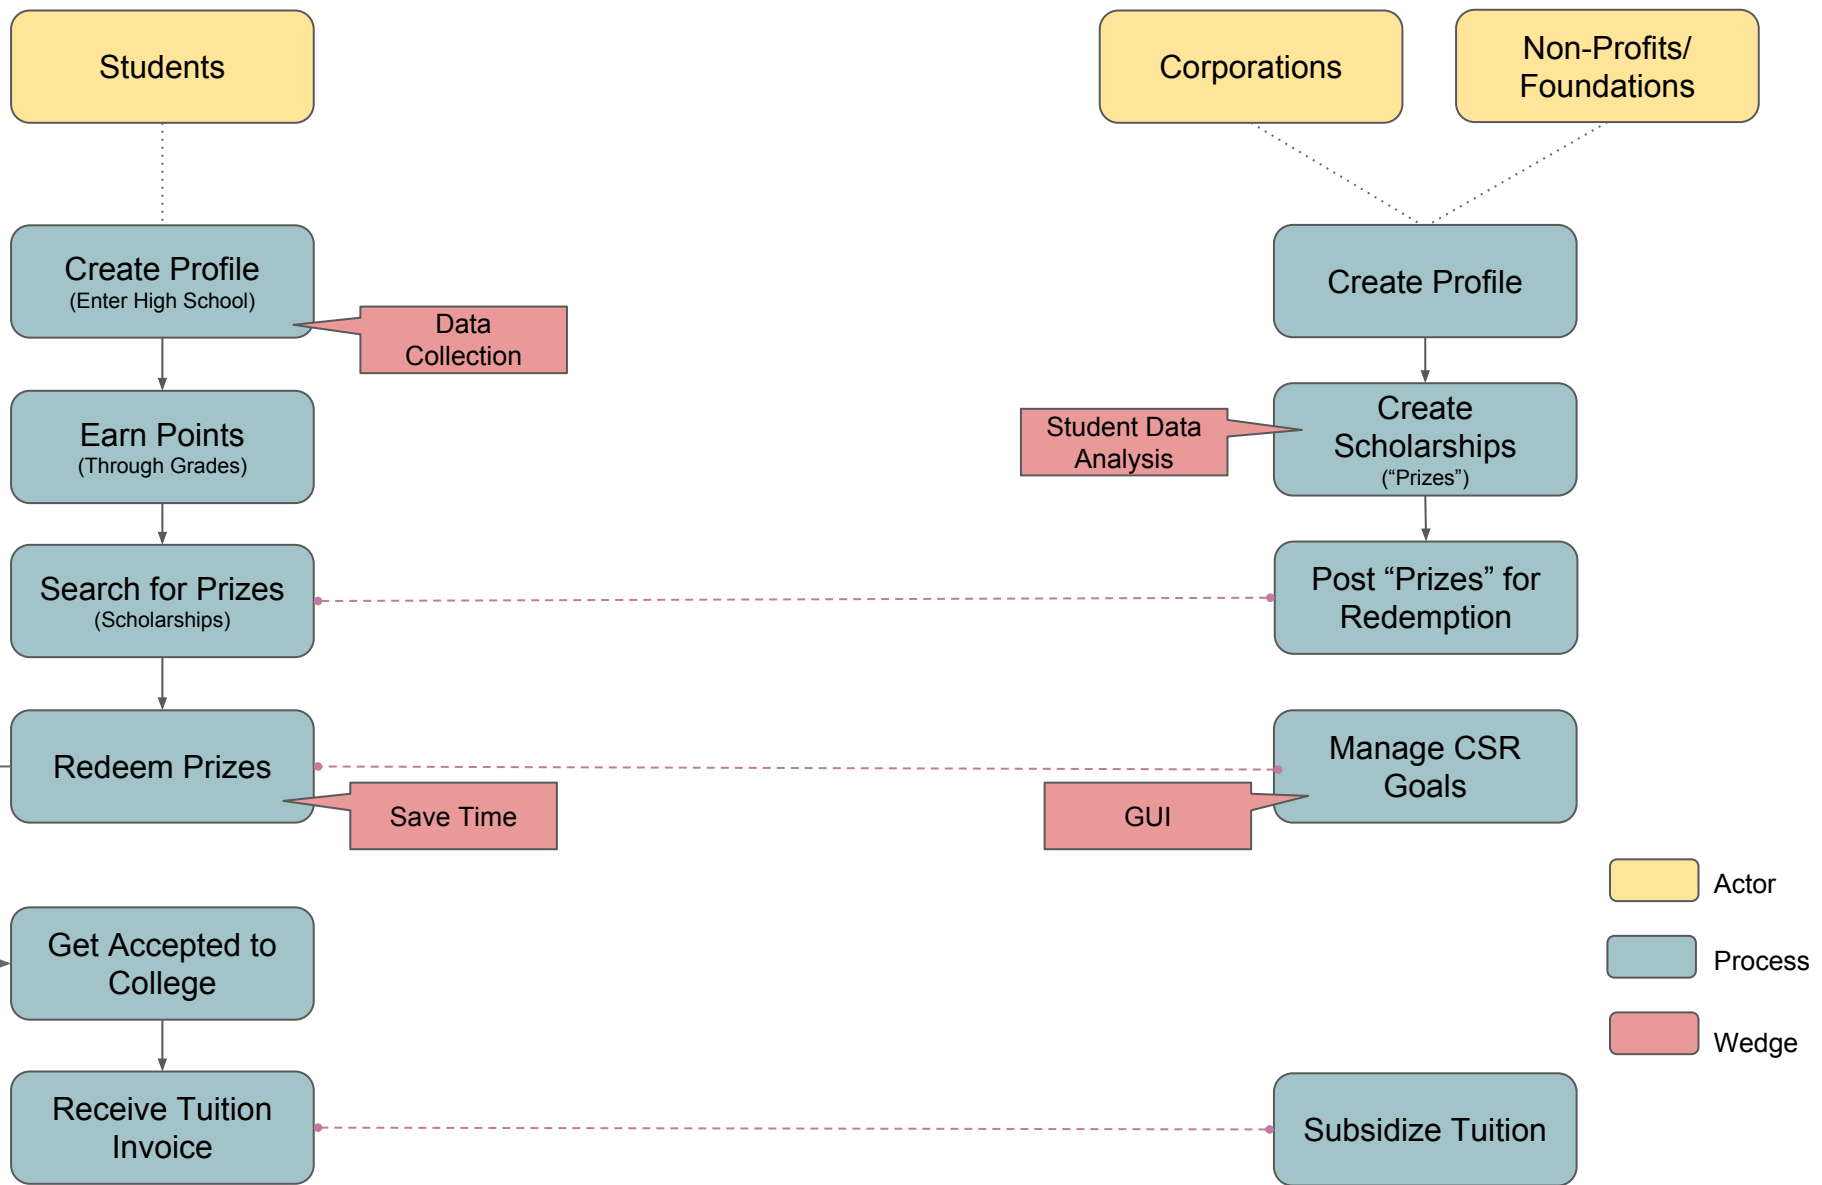 Students
Corporations
Non-Profits/
Foundations
Create Profile
(Enter High School)
Data
Collection
Create Profile
Earn Points
(Through Grades)
Student Data
Analysis
Create
Scholarships
(“Prizes”)
Search for Prizes
(Scholarships)
Post “Prizes” for
Redemption
Redeem Prizes
Save Time
Manage CSR
Goals
GUI
Actor
Process
Wedge
Get Accepted to
College
Receive Tuition
Invoice
Subsidize Tuition